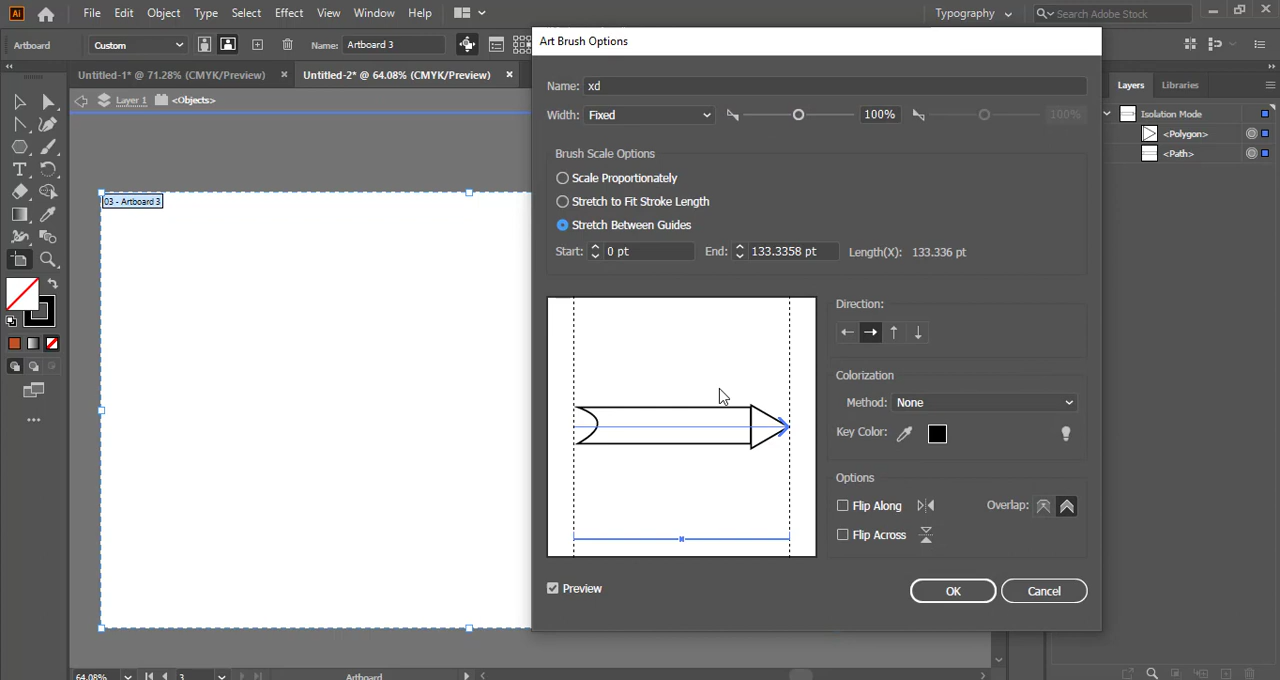 Ai File Edit Object Type Select Effect View Window Help Typography Search Adobe Stock
Artboard Custom Name: Artboard 3
Art Brush Options
Untitled-1* @ 71.28% (CMYK/Preview) × Untitled-2* @ 64.08% (CMYK/Preview) ×
Layer 1 <Objects>
03 - Artboard 3
Name: xd
Width: Fixed 100% 100%
Brush Scale Options
Scale Proportionately
Stretch to Fit Stroke Length
Stretch Between Guides
Start: 0 pt End: 133.3358 pt Length(X): 133.336 pt
Direction:
Colorization
Method: None
Key Color:
Options
Flip Along Overlap:
Flip Across
Preview
OK Cancel
Layers Libraries
Isolation Mode
<Polygon>
<Path>
64.08% 3 Artboard